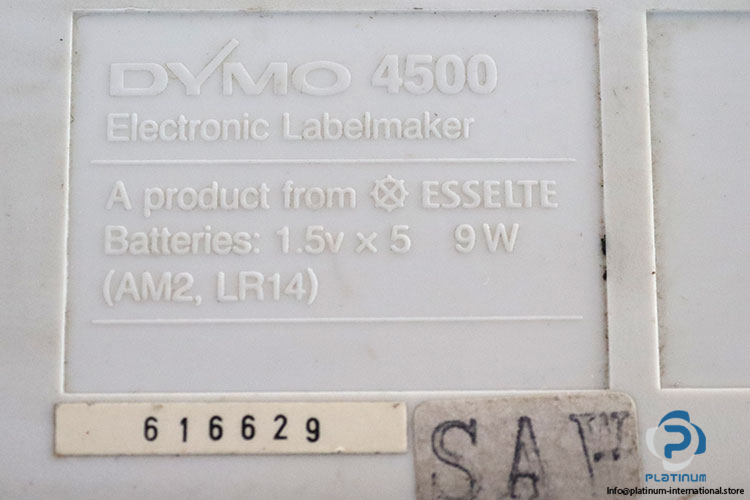 DYMO 4500
Electronic Labelmaker
A product from ESSELTE
Batteries: 1.5v x 5 9 W
(AM2, LR14)
616629
PLATINUM
Info@platinum-international.store